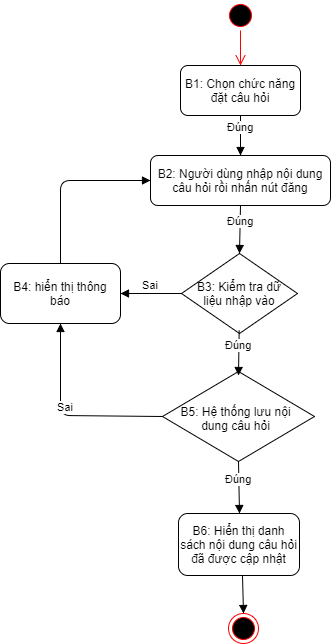 B1: Chọn chức năng
đặt câu hỏi
Đúng
B2: Người dùng nhập nội dung
câu hỏi rồi nhấn nút đăng
Đúng
B3: Kiểm tra dữ
liệu nhập vào
Sai
B4: hiển thị thông
báo
Đúng
B5: Hệ thống lưu nội
dung câu hỏi
Sai
Đúng
B6: Hiển thị danh
sách nội dung câu hỏi
đã được cập nhật